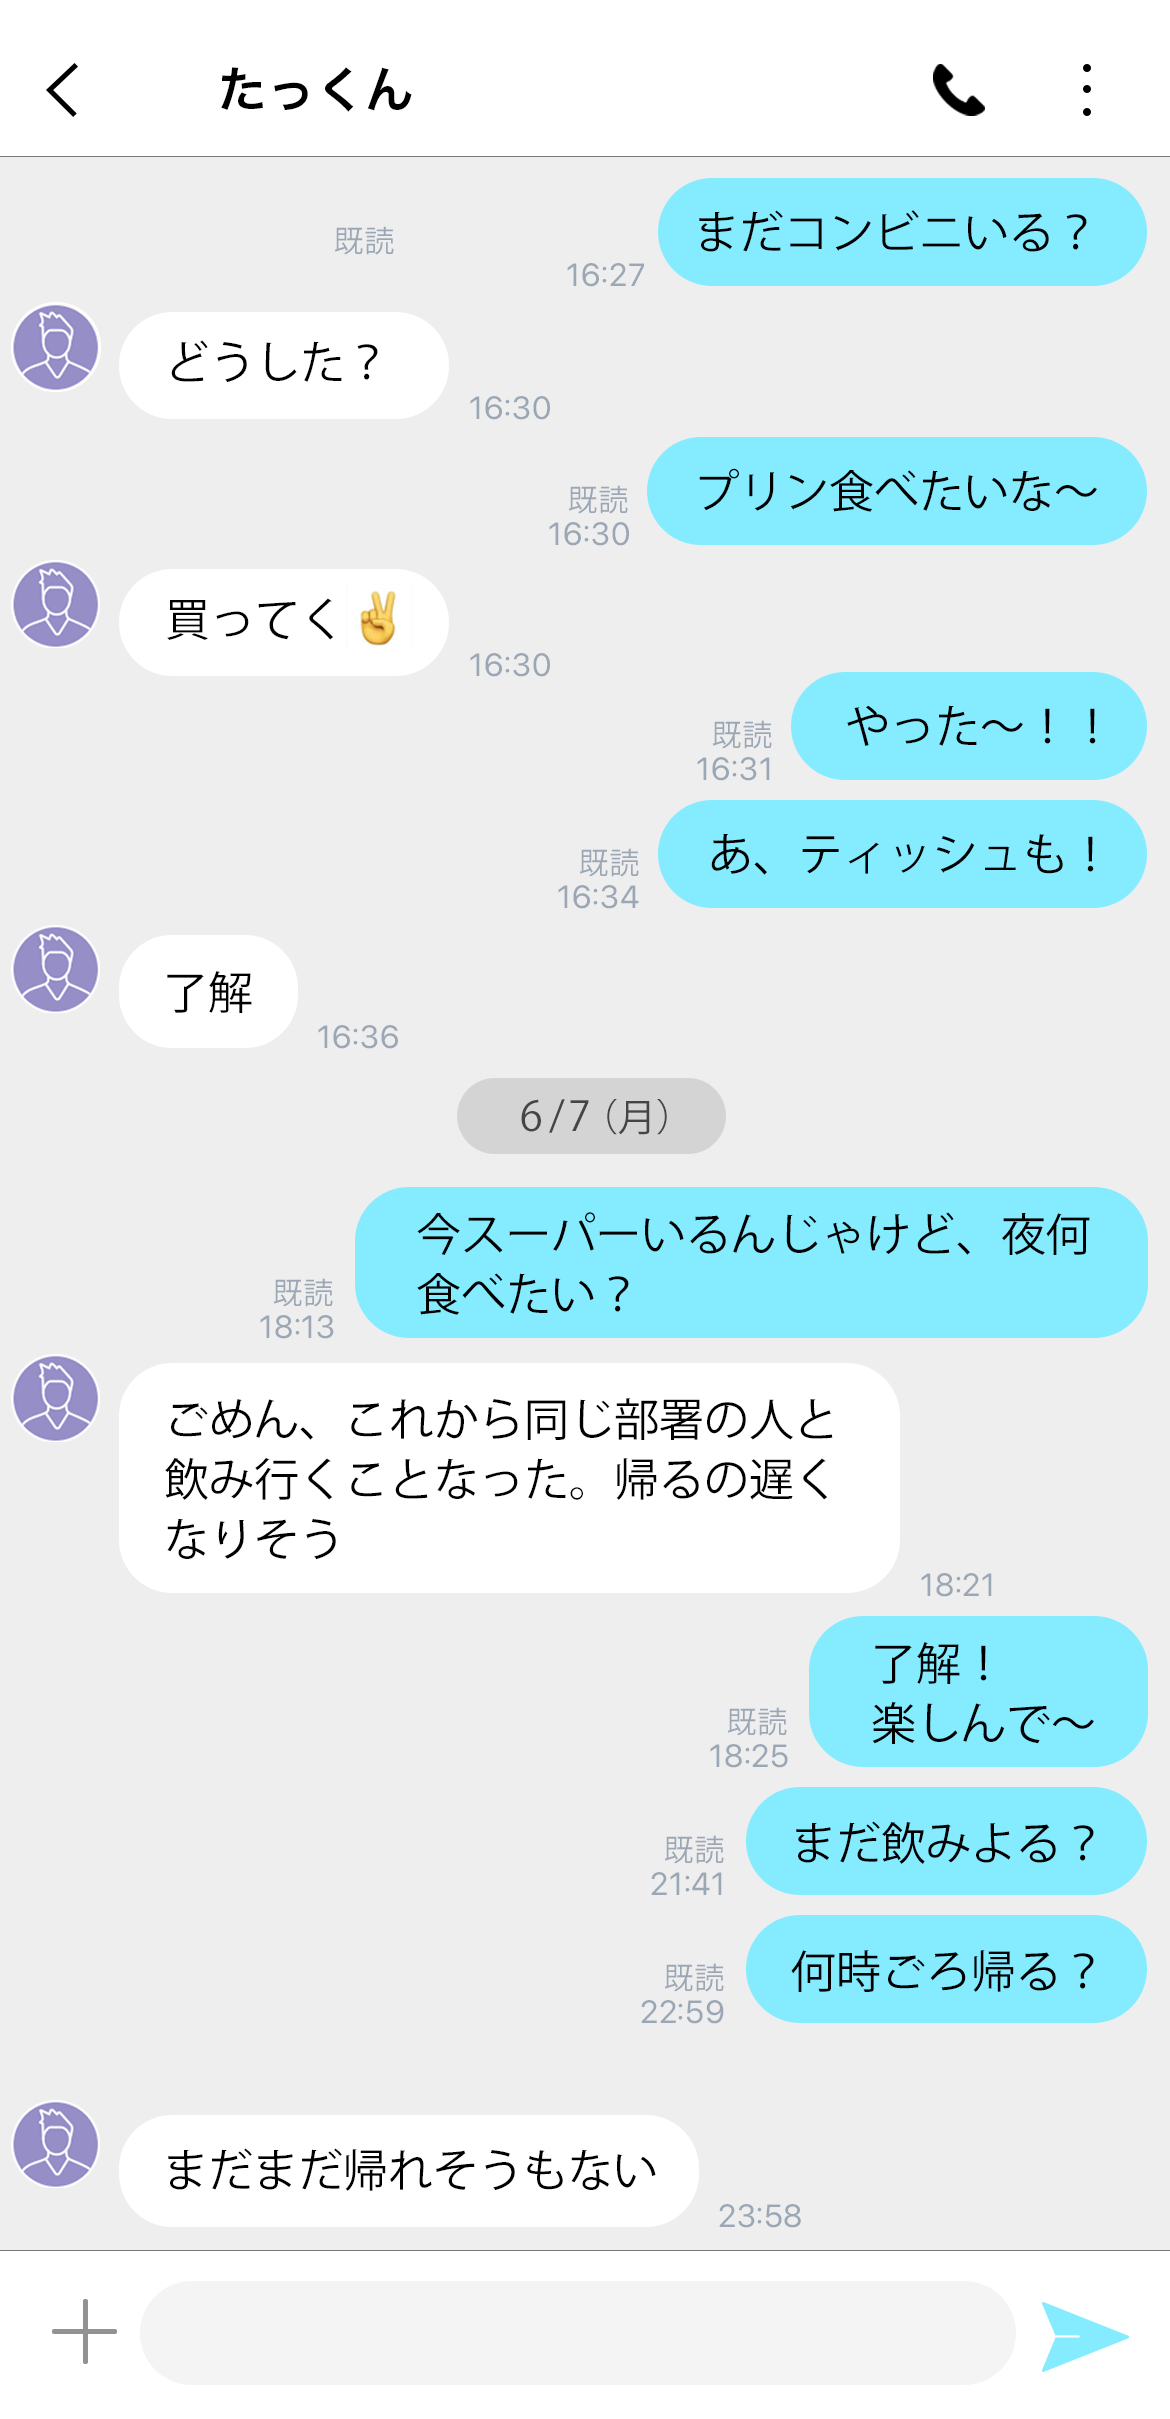 たっくん
まだコンビニいる？
既読
16:27
どうした？
16:30
プリン食べたいな〜
既読
16:30
買ってく✌
16:30
やった〜！！
既読
16:31
あ、ティッシュも！
既読
16:34
了解
16:36
6/7（月）
今スーパーいるんじゃけど、夜何
食べたい？
既読
18:13
ごめん、これから同じ部署の人と
飲み行くことなった。帰るの遅く
なりそう
18:21
了解！
楽しんで〜
既読
18:25
まだ飲みよる？
既読
21:41
何時ごろ帰る？
既読
22:59
まだまだ帰れそうもない
23:58